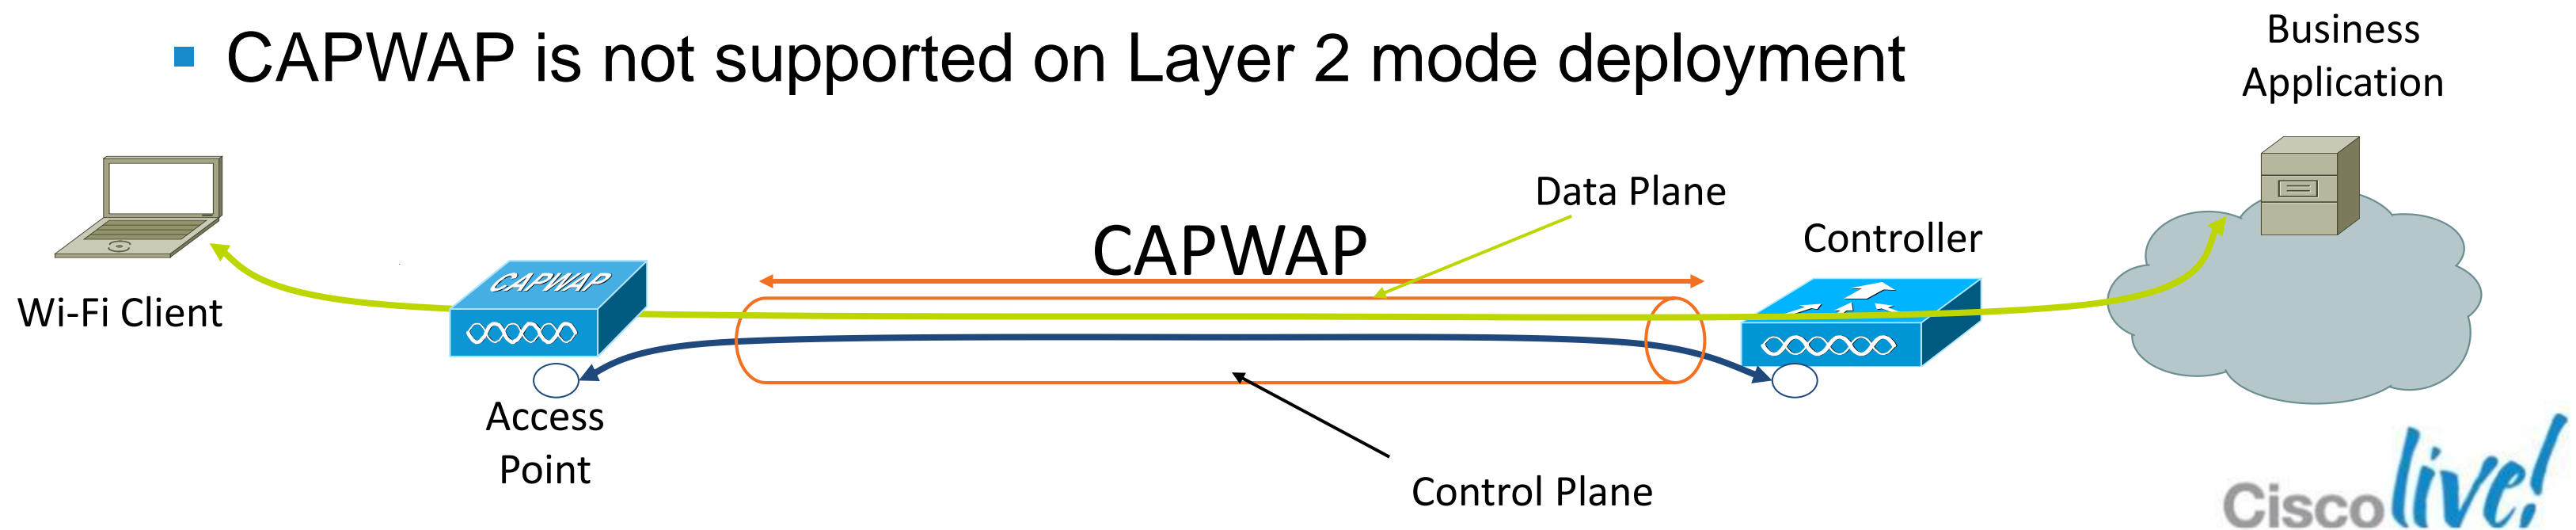 CAPWAP is not supported on Layer 2 mode deployment
Business
Application
Data Plane
CAPWAP
Controller
CAPWAP
Wi-Fi Client
Access
Point
Control Plane
Cisco live!